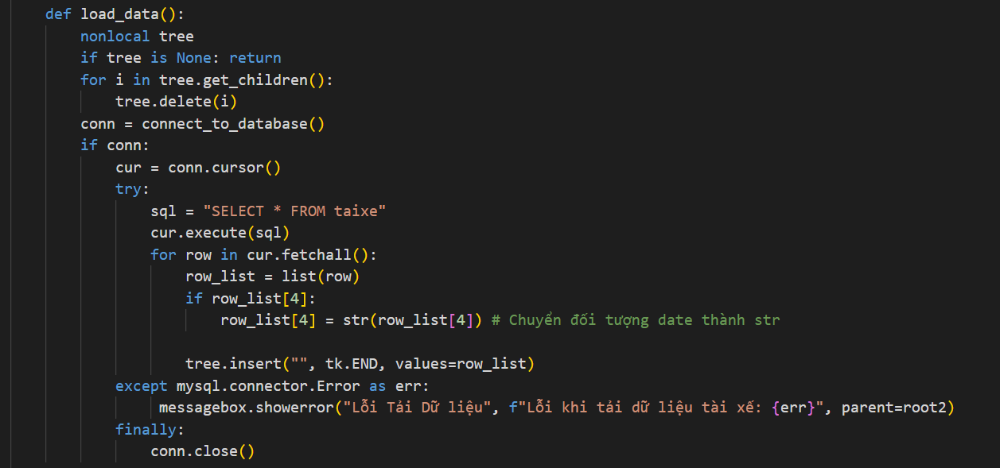 def load_data():
    nonlocal tree
    if tree is None: return
    for i in tree.get_children():
        tree.delete(i)
    conn = connect_to_database()
    if conn:
        cur = conn.cursor()
        try:
            sql = "SELECT * FROM taixe"
            cur.execute(sql)
            for row in cur.fetchall():
                row_list = list(row)
                if row_list[4]:
                    row_list[4] = str(row_list[4]) # Chuyển đối tượng date thành str

                tree.insert("", tk.END, values=row_list)
        except mysql.connector.Error as err:
             messagebox.showerror("Lỗi Tải Dữ liệu", f"Lỗi khi tải dữ liệu tài xế: {err}", parent=root2)
        finally:
            conn.close()